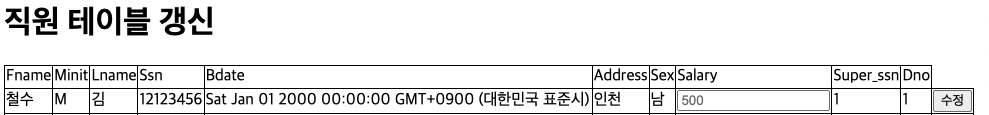 직원 테이블 갱신
Fname Minit Lname Ssn Bdate Address Sex Salary Super_ssn Dno
철수 M 김 12123456 Sat Jan 01 2000 00:00:00 GMT+0900 (대한민국 표준시) 인천 남 500 1 1 수정